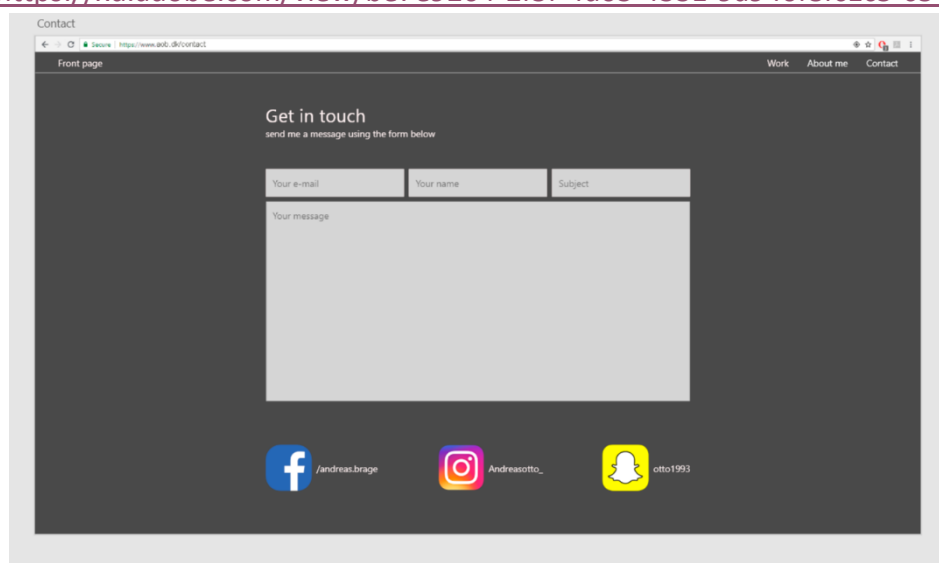 Contact
Secure | https://www.aob.dk/contact
Front page Work About me Contact
Get in touch
send me a message using the form below
Your e-mail Your name Subject
Your message
/andreas.brage Andreasotto_ otto1993